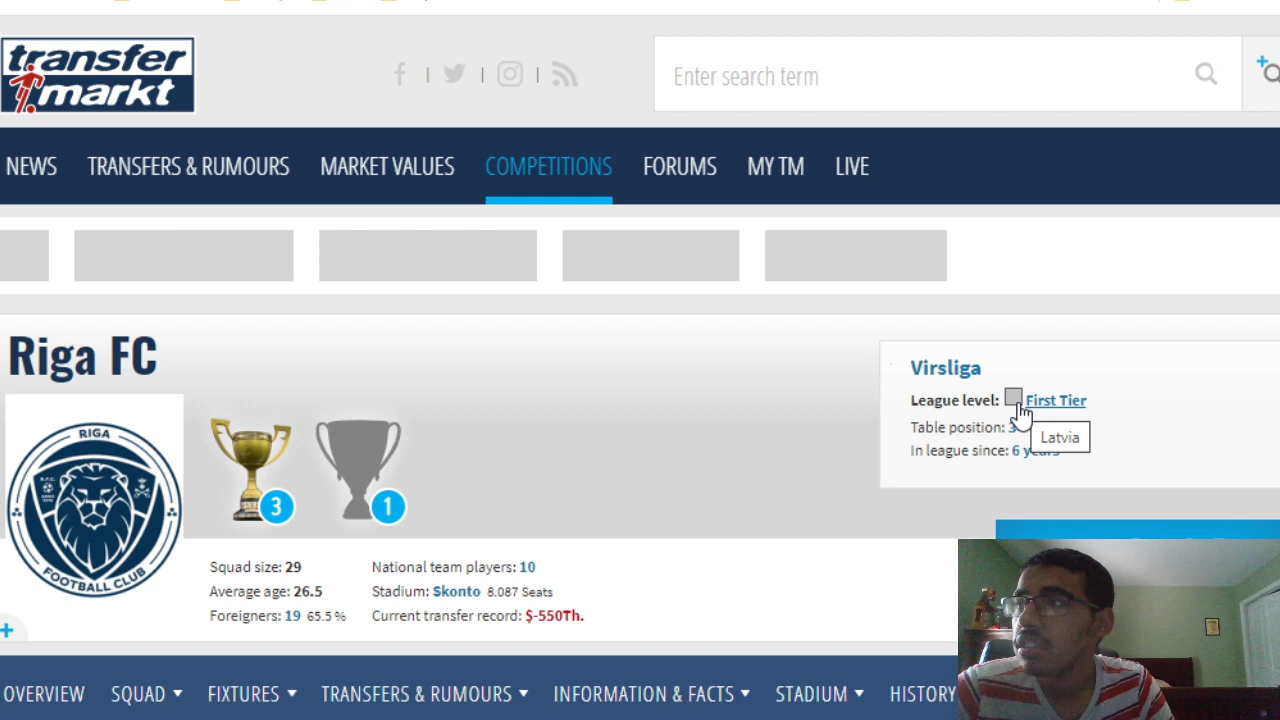 transfer
markt
Enter search term
NEWS TRANSFERS & RUMOURS MARKET VALUES COMPETITIONS FORUMS MY TM LIVE
Riga FC
RIGA
FOOTBALL CLUB
3
1
Virsliga
League level: First Tier
Table position: 3
In league since: 6 years
Latvia
Squad size: 29
Average age: 26.5
Foreigners: 19 65.5 %
National team players: 10
Stadium: Skonto 8.087 Seats
Current transfer record: $-550Th.
OVERVIEW SQUAD FIXTURES TRANSFERS & RUMOURS INFORMATION & FACTS STADIUM HISTORY